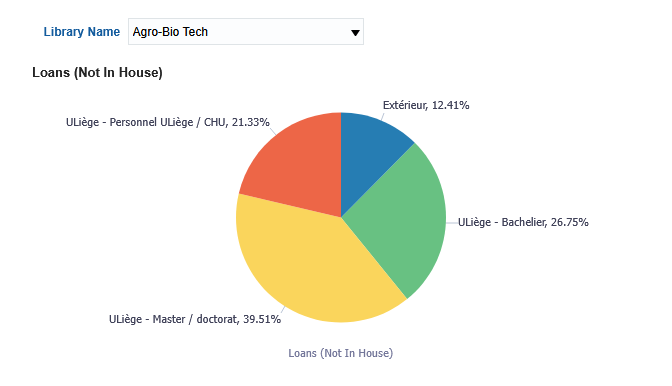 Library Name Agro-Bio Tech
Loans (Not In House)
Extérieur, 12.41%
ULiège - Personnel ULiège / CHU, 21.33%
ULiège - Bachelier, 26.75%
ULiège - Master / doctorat, 39.51%
Loans (Not In House)